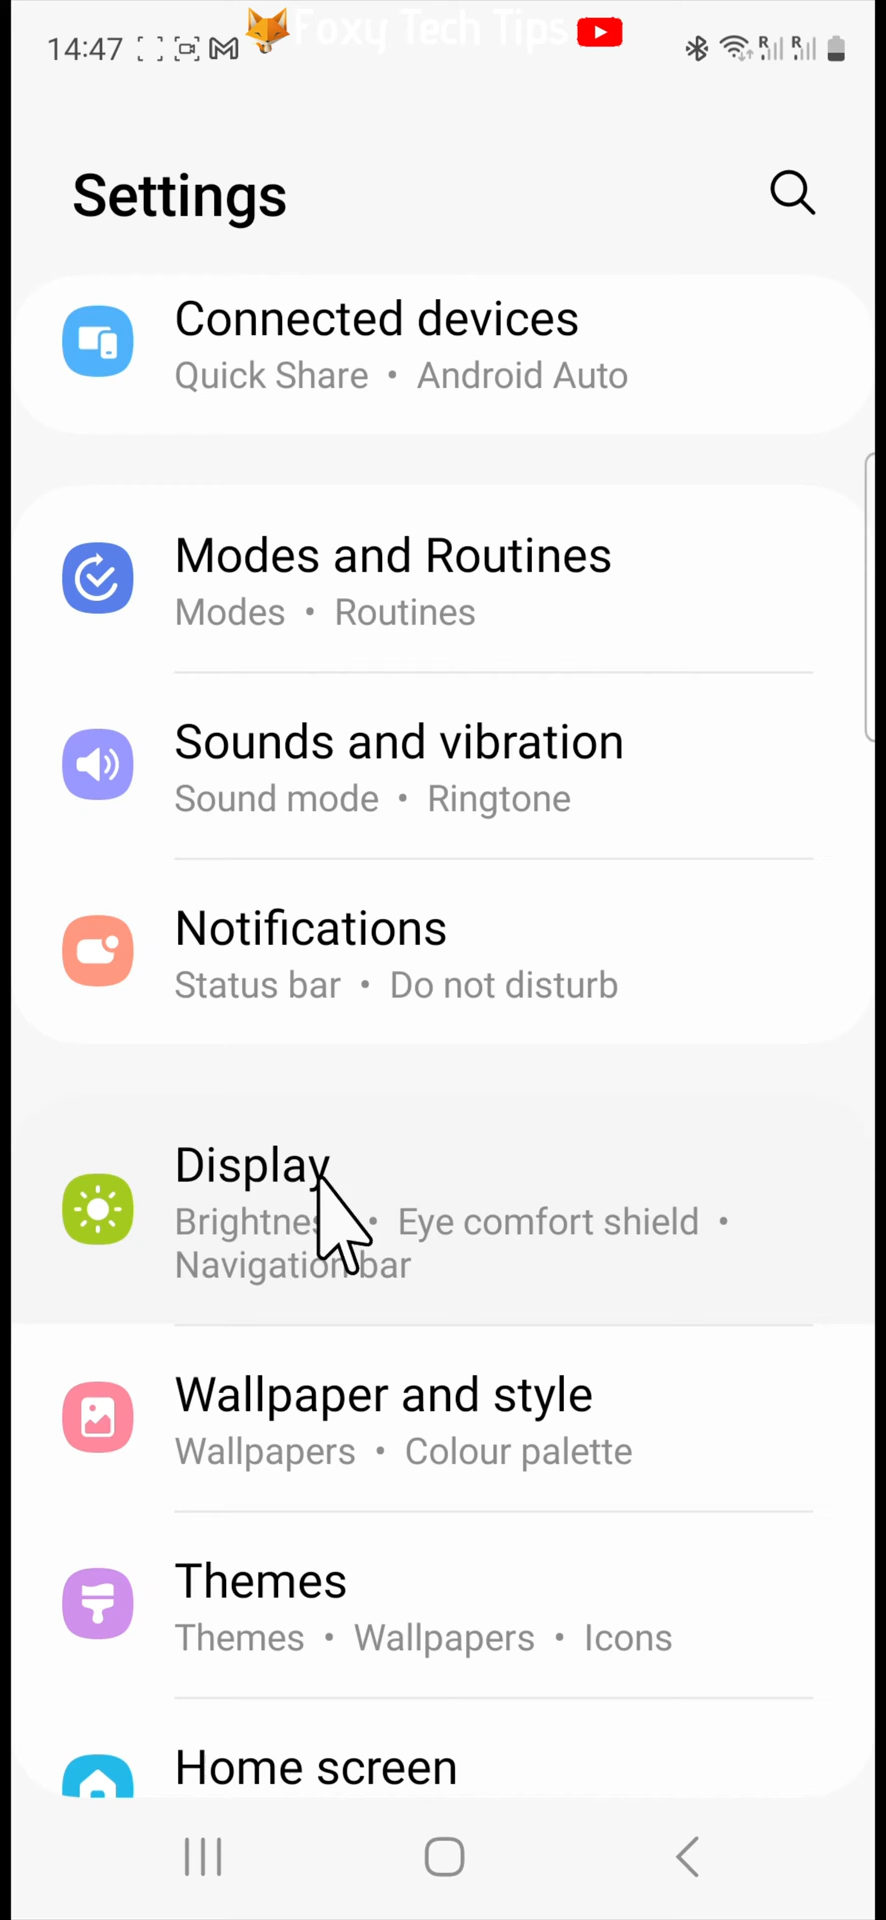 14:47
Foxy Tech Tips
R R
Settings
Connected devices
Quick Share • Android Auto
Modes and Routines
Modes • Routines
Sounds and vibration
Sound mode • Ringtone
Notifications
Status bar • Do not disturb
Display
Brightnes • Eye comfort shield •
Navigation bar
Wallpaper and style
Wallpapers • Colour palette
Themes
Themes • Wallpapers • Icons
Home screen